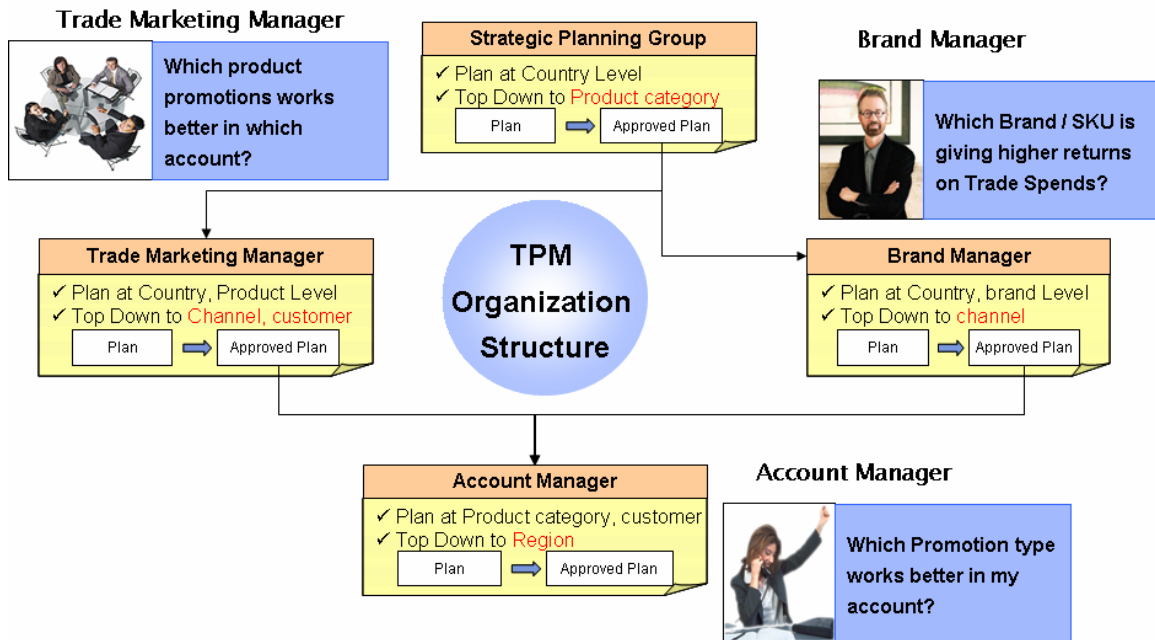 Trade Marketing Manager
Which product
promotions works
better in which
account?
Strategic Planning Group
✓ Plan at Country Level
✓ Top Down to Product category
Plan
Approved Plan
Brand Manager
Which Brand / SKU is
giving higher returns
on Trade Spends?
Trade Marketing Manager
✓ Plan at Country, Product Level
✓ Top Down to Channel, customer
Plan
Approved Plan
TPM
Organization
Structure
Brand Manager
✓ Plan at Country, brand Level
✓ Top Down to channel
Plan
Approved Plan
Account Manager
✓ Plan at Product category, customer
✓ Top Down to Region
Plan
Approved Plan
Account Manager
Which Promotion type
works better in my
account?